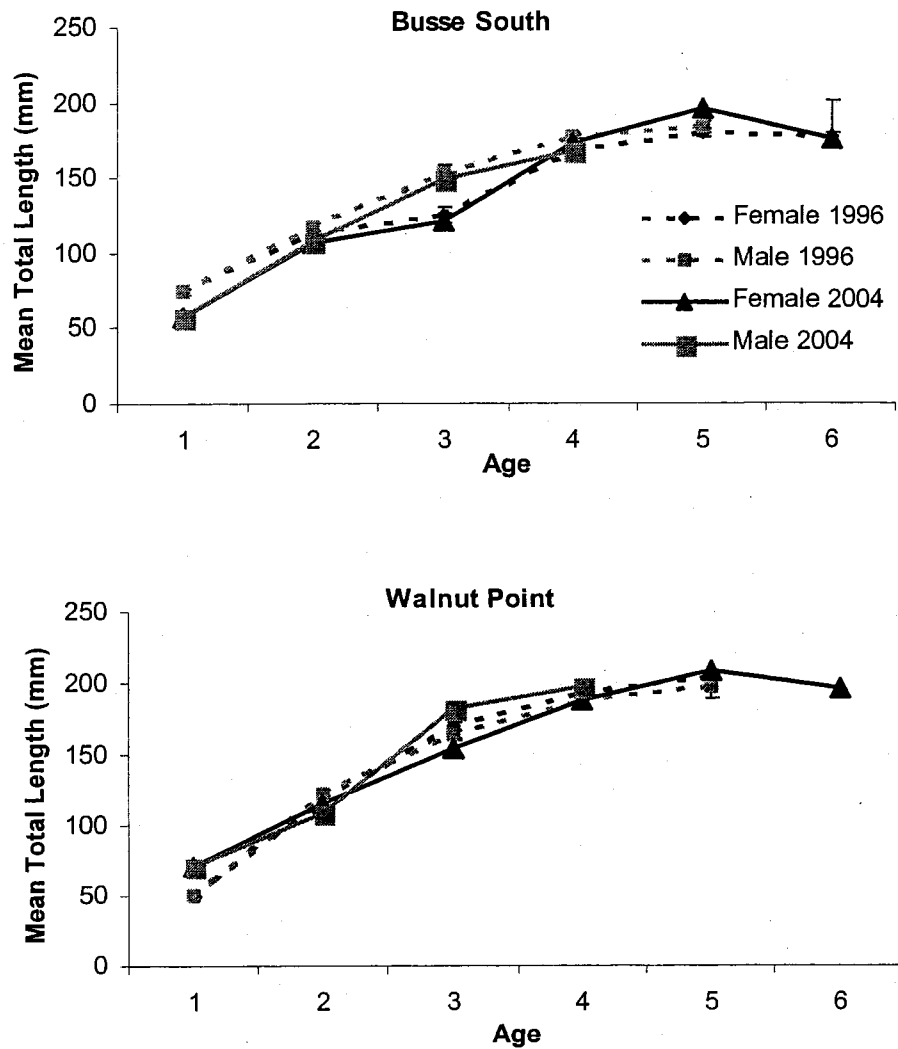 Busse South
250
200
150
100
50
0
Mean Total Length (mm)
Female 1996
Male 1996
Female 2004
Male 2004
1 2 3 4 5 6
Age
Walnut Point
250
200
150
100
50
0
Mean Total Length (mm)
1 2 3 4 5 6
Age